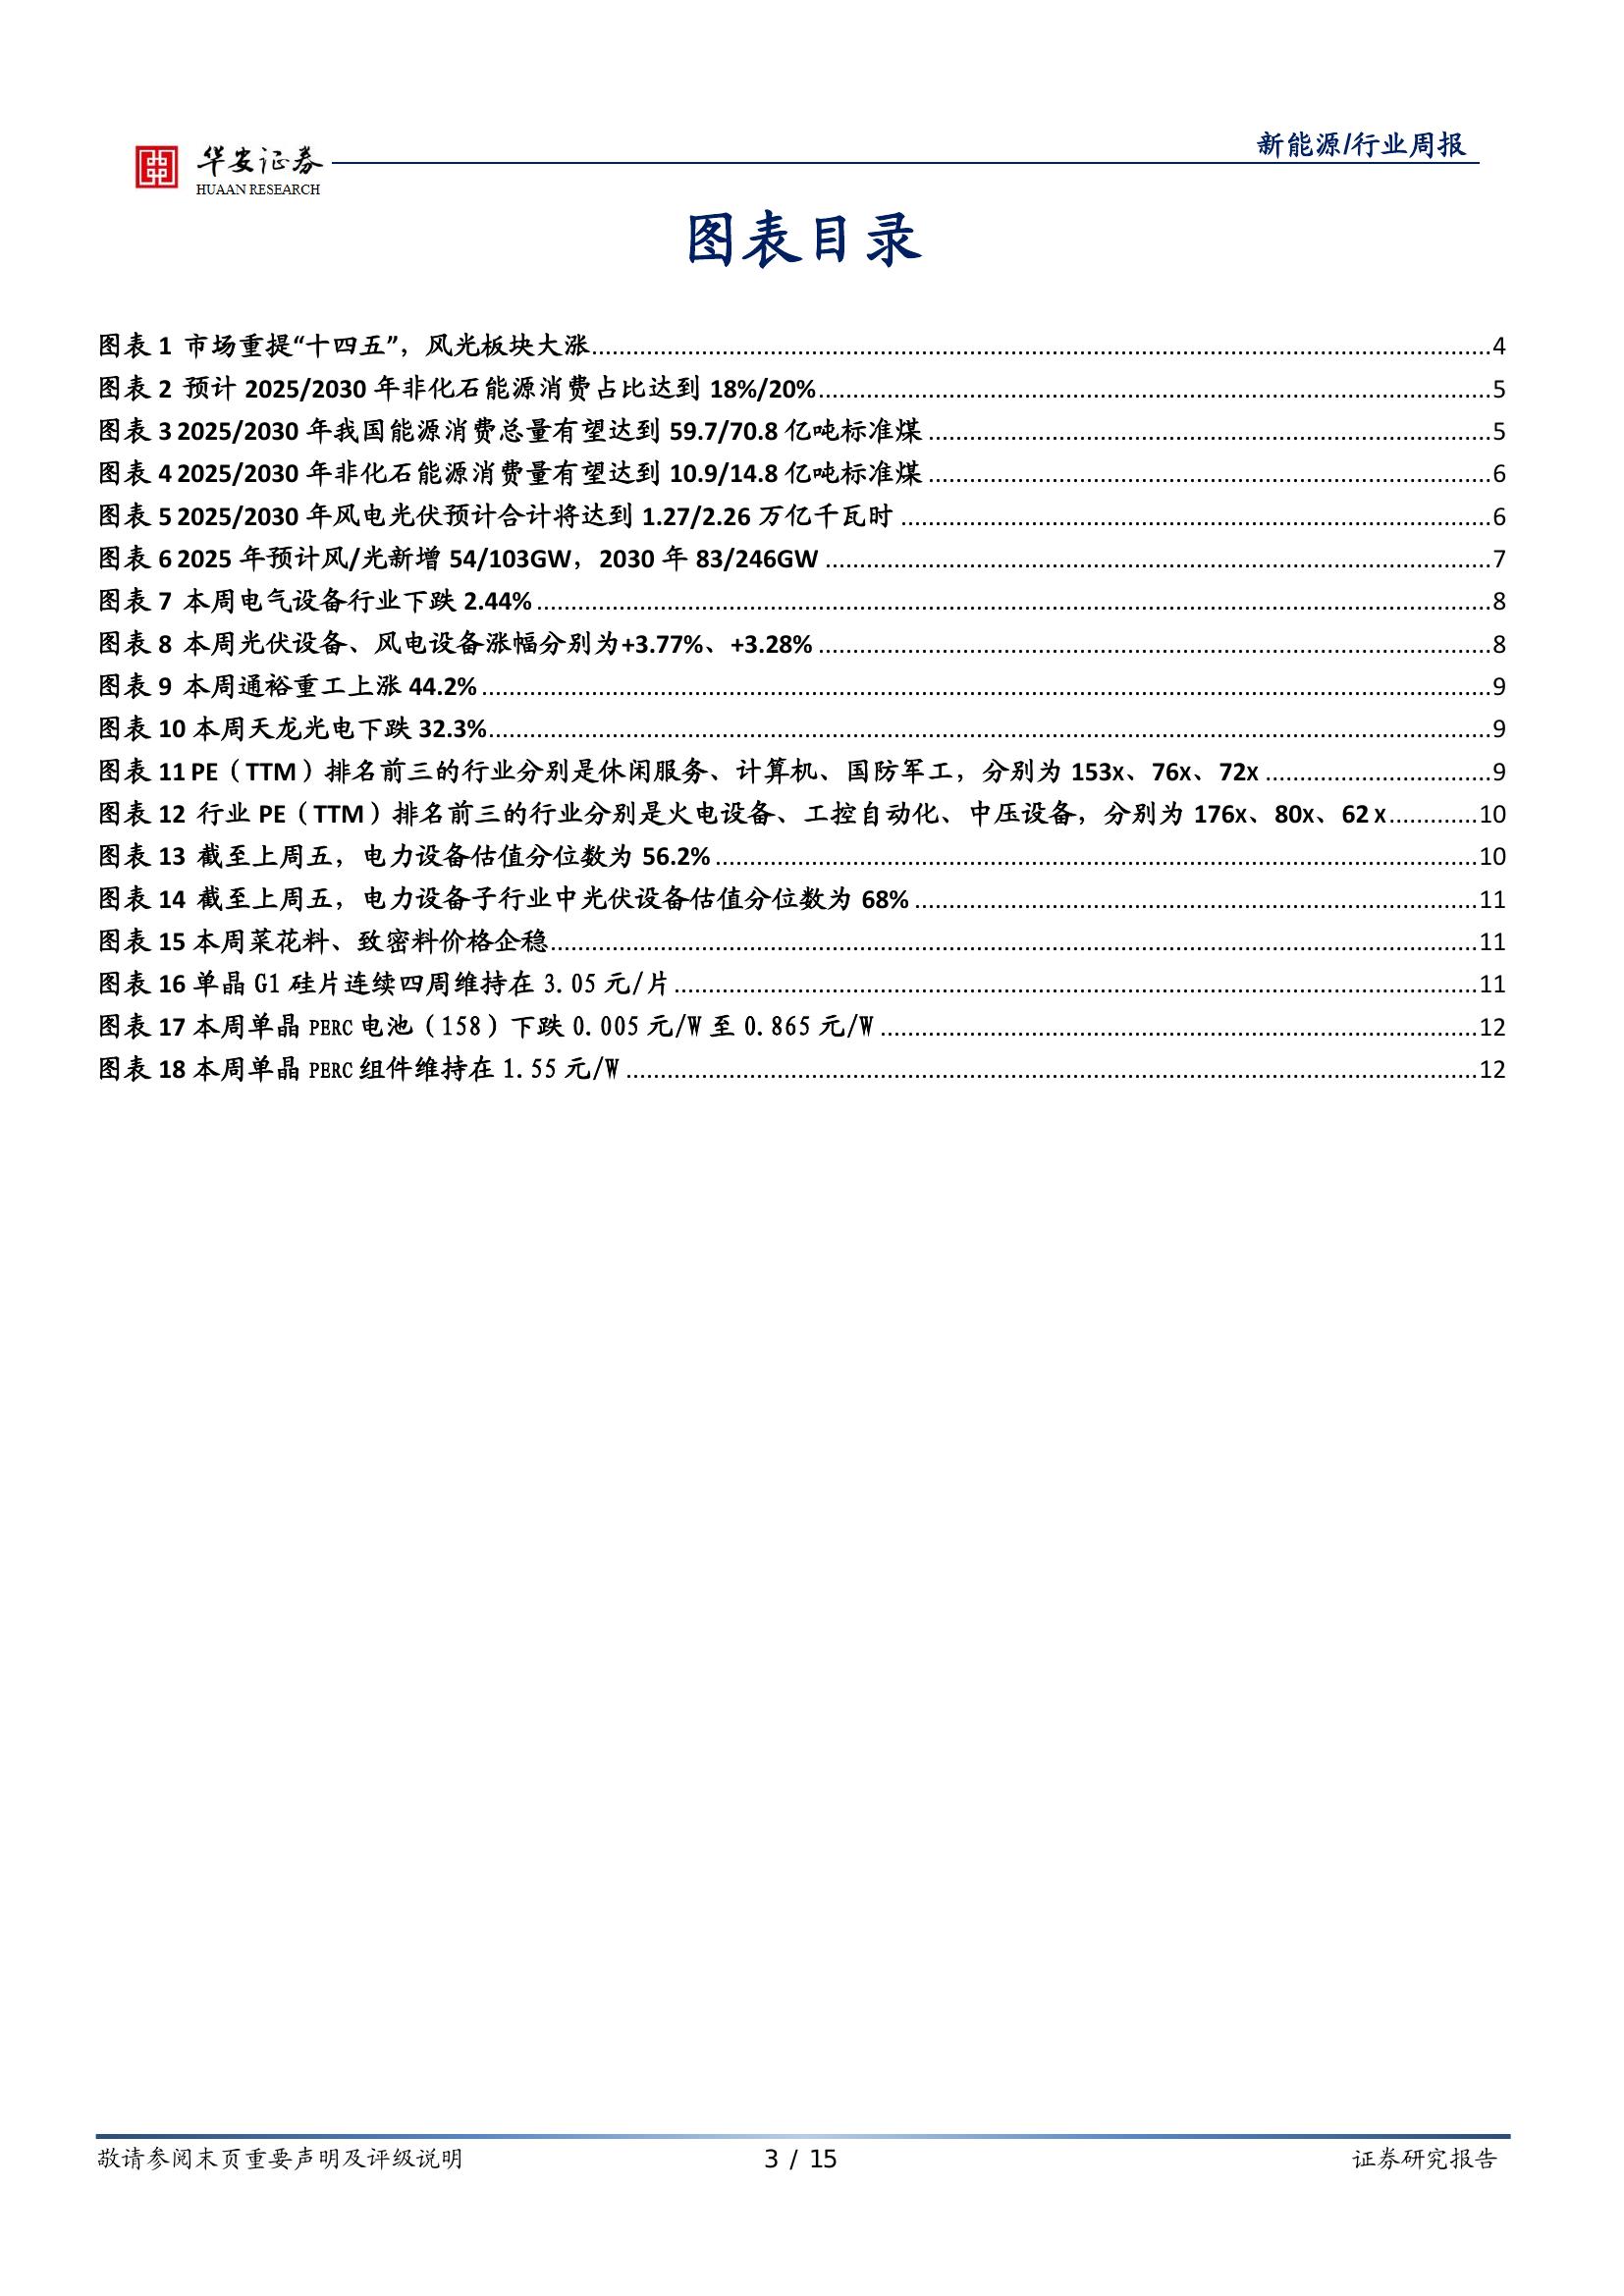 华安证券
HUAAN RESEARCH
新能源/行业周报
图表目录
图表 1 市场重提“十四五”，风光板块大涨 4
图表 2 预计 2025/2030 年非化石能源消费占比达到 18%/20% 5
图表 3 2025/2030 年我国能源消费总量有望达到 59.7/70.8 亿吨标准煤 5
图表 4 2025/2030 年非化石能源消费量有望达到 10.9/14.8 亿吨标准煤 6
图表 5 2025/2030 年风电光伏预计合计将达到 1.27/2.26 万亿千瓦时 6
图表 6 2025 年预计风/光新增 54/103GW，2030 年 83/246GW 7
图表 7 本周电气设备行业下跌 2.44% 8
图表 8 本周光伏设备、风电设备涨幅分别为+3.77%、+3.28% 8
图表 9 本周通裕重工上涨 44.2% 9
图表 10 本周天龙光电下跌 32.3% 9
图表 11 PE（TTM）排名前三的行业分别是休闲服务、计算机、国防军工，分别为 153x、76x、72x 9
图表 12 行业 PE（TTM）排名前三的行业分别是火电设备、工控自动化、中压设备，分别为 176x、80x、62 x 10
图表 13 截至上周五，电力设备估值分位数为 56.2% 10
图表 14 截至上周五，电力设备子行业中光伏设备估值分位数为 68% 11
图表 15 本周菜花料、致密料价格企稳 11
图表 16 单晶 G1 硅片连续四周维持在 3.05 元/片 11
图表 17 本周单晶 PERC 电池（158）下跌 0.005 元/W 至 0.865 元/W 12
图表 18 本周单晶 PERC 组件维持在 1.55 元/W 12
敬请参阅末页重要声明及评级说明
3 / 15
证券研究报告